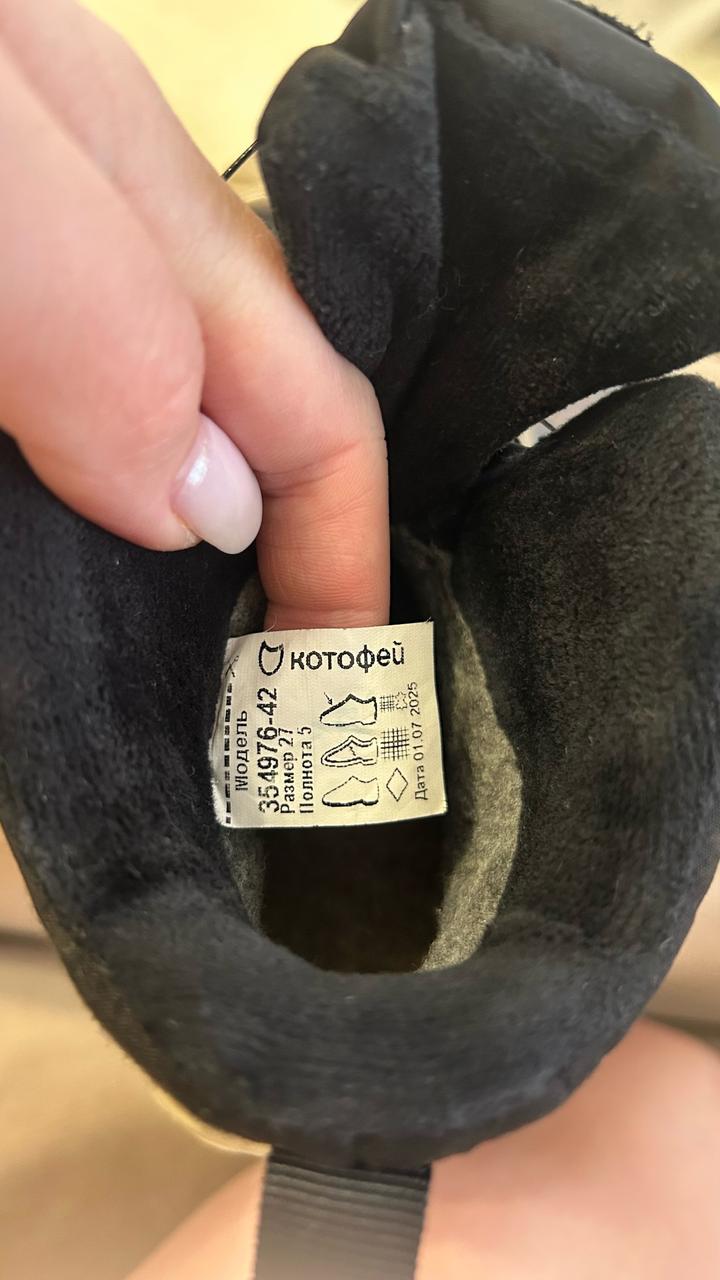 котофей
Модель
354976-42
Размер 27
Полнота 5
Дата 01.07 2025